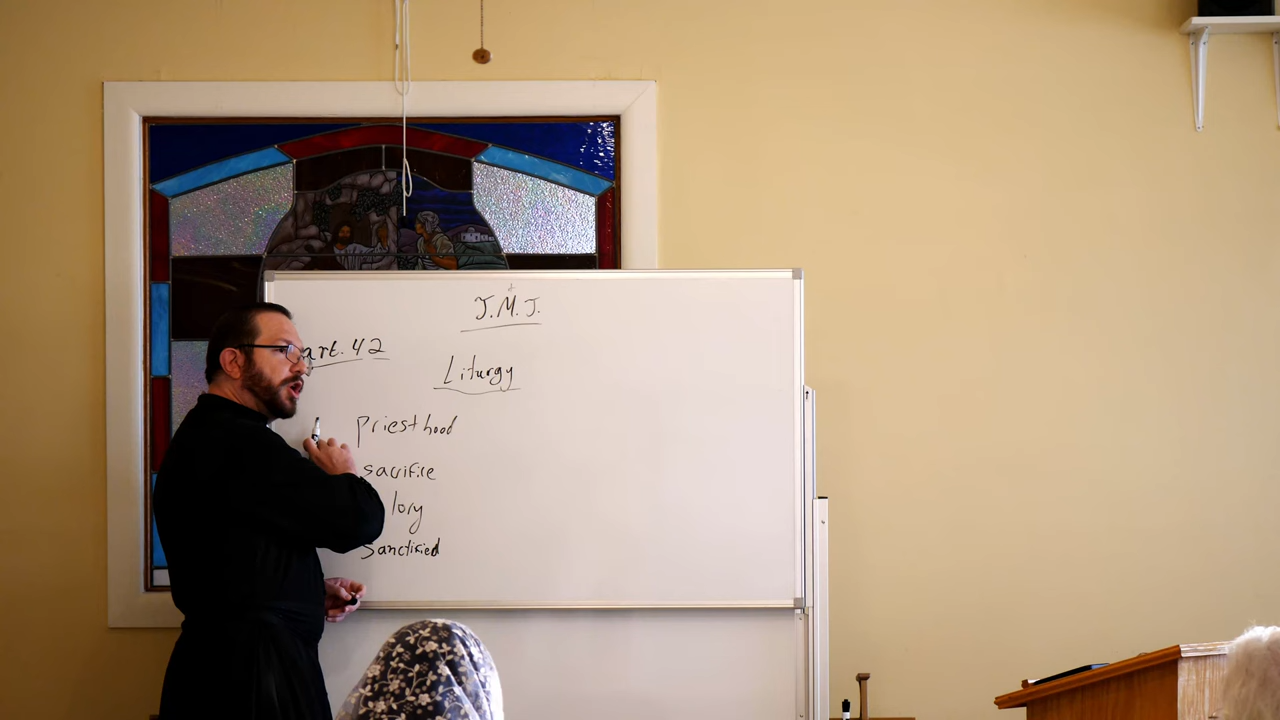 J.M.J.
art. 42
Liturgy
priesthood
sacrifice
lory
sanctified